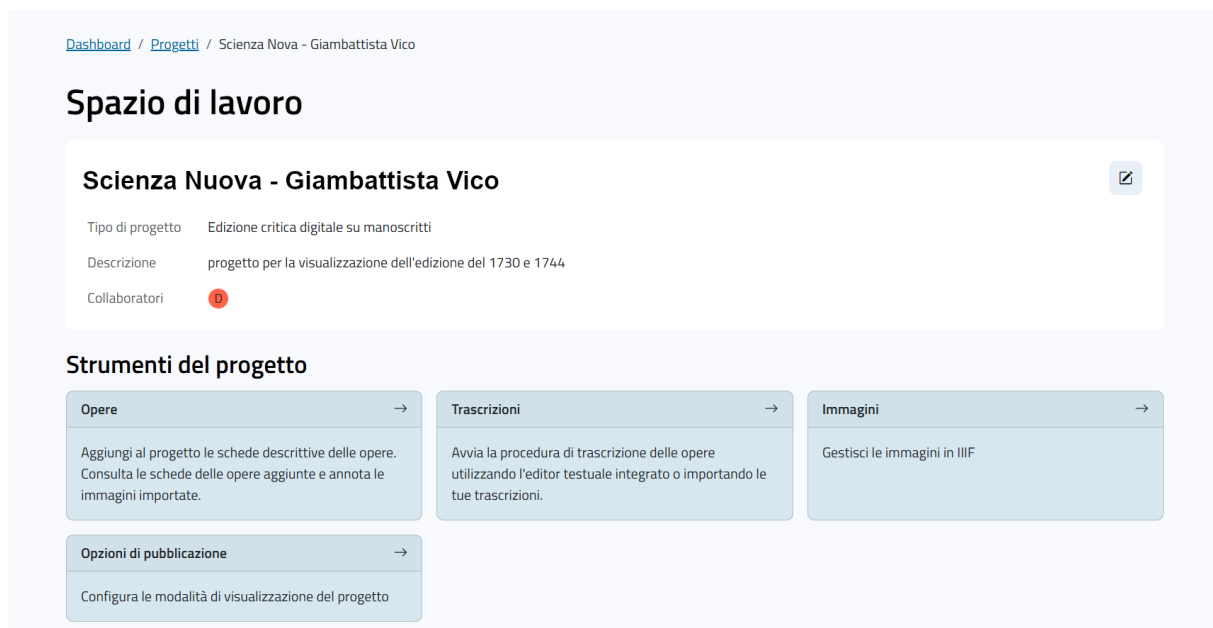 Dashboard / Progetti / Scienza Nova - Giambattista Vico
Spazio di lavoro
Scienza Nuova - Giambattista Vico
Tipo di progetto Edizione critica digitale su manoscritti
Descrizione progetto per la visualizzazione dell'edizione del 1730 e 1744
Collaboratori D
Strumenti del progetto
Opere
Aggiungi al progetto le schede descrittive delle opere.
Consulta le schede delle opere aggiunte e annota le
immagini importate.
Trascrizioni
Avvia la procedura di trascrizione delle opere
utilizzando l'editor testuale integrato o importando le
tue trascrizioni.
Immagini
Gestisci le immagini in IIIF
Opzioni di pubblicazione
Configura le modalità di visualizzazione del progetto